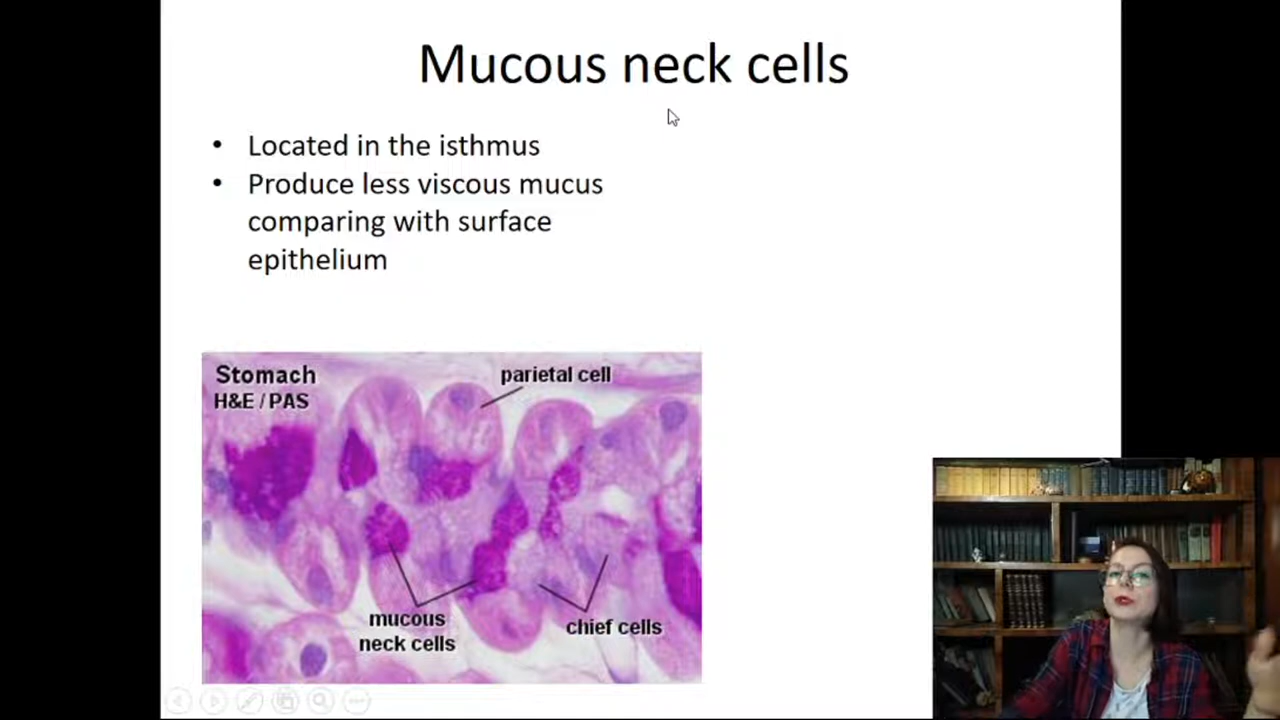 Mucous neck cells
• Located in the isthmus
• Produce less viscous mucus
comparing with surface
epithelium
Stomach
H&E / PAS
parietal cell
mucous
neck cells
chief cells